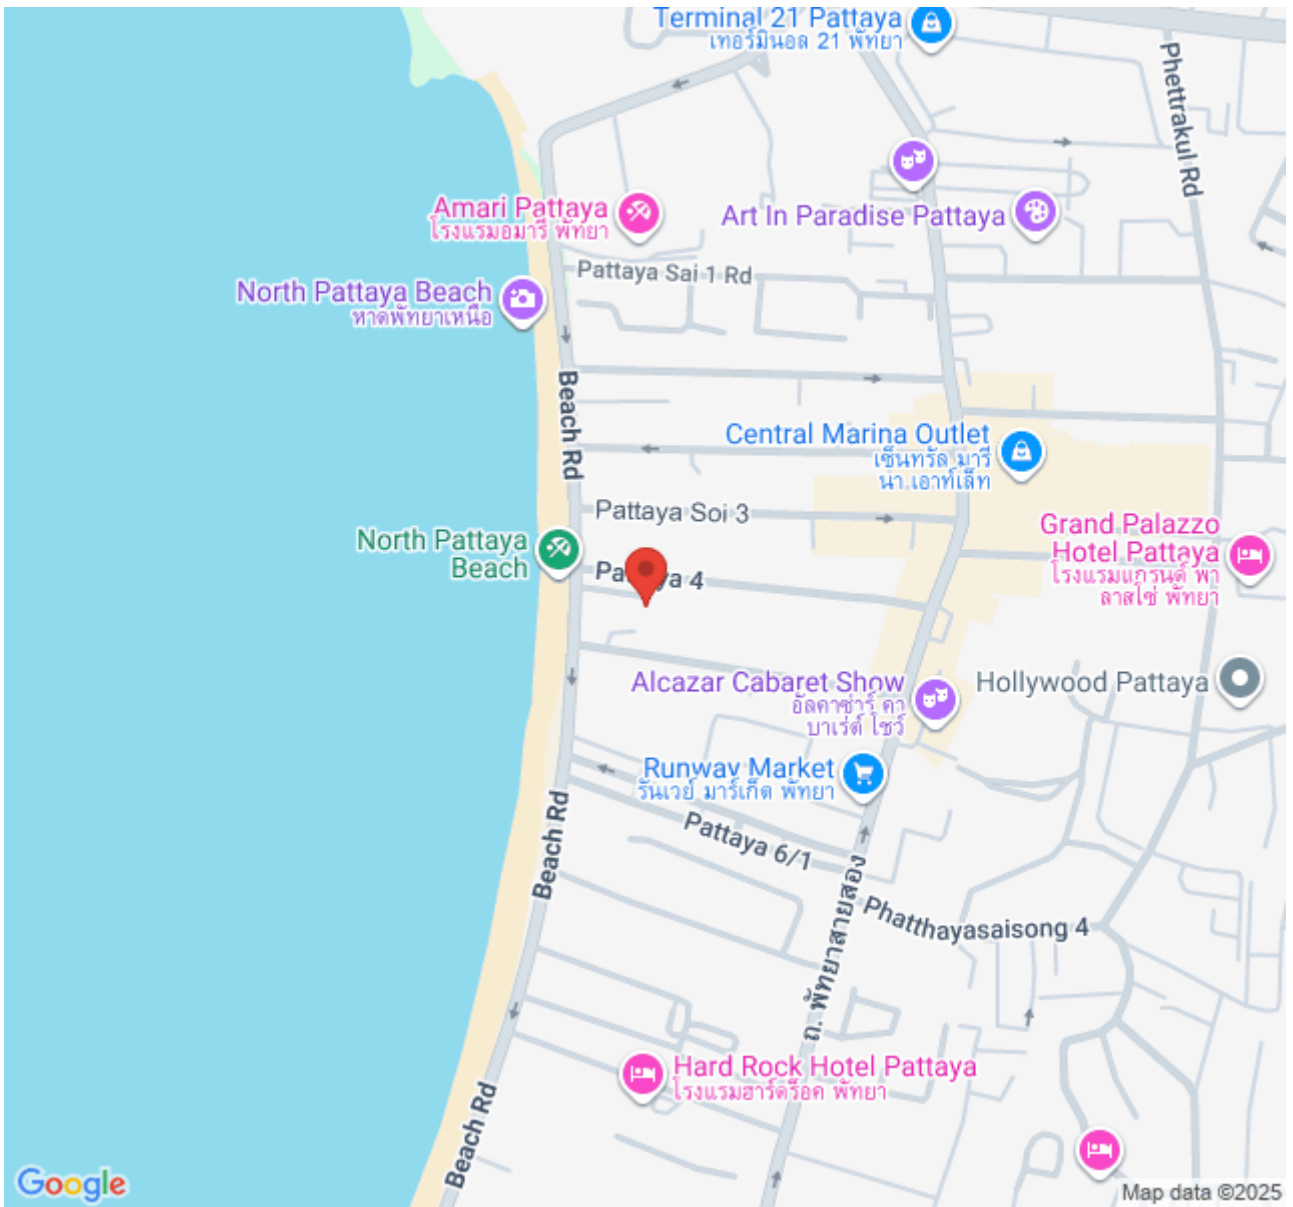 Terminal 21 Pattaya
เทอร์มินอล 21 พัทยา
Phettrakul Rd
Amari Pattaya
โรงแรมอมารี พัทยา
Art In Paradise Pattaya
Pattaya Sai 1 Rd
North Pattaya Beach
หาดพัทยาเหนือ
Beach Rd
Central Marina Outlet
เซ็นทรัล มารี
นา เอาท์เล็ท
Pattaya Soi 3
Grand Palazzo
Hotel Pattaya
โรงแรมแกรนด์ พา
ลาสโซ่ พัทยา
North Pattaya
Beach
Pattaya 4
Alcazar Cabaret Show
อัลคาซ่าร์ คา
บาเร่ต์ โชว์
Hollywood Pattaya
Runway Market
รันเวย์ มาร์เก็ต พัทยา
Beach Rd
Pattaya 6/1
Phatthayasaisong 4
ถ. พัทยาสายสอง
Hard Rock Hotel Pattaya
โรงแรมฮาร์ดร็อค พัทยา
Beach Rd
Google
Map data ©2025